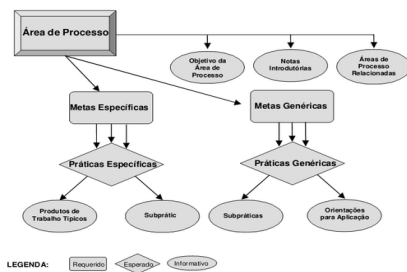 Área de Processo
Objetivo da
Área de
Processo
Notas
Introdutórias
Áreas de
Processo
Relacionadas
Metas Específicas
Metas Genéricas
Práticas Específicas
Práticas Genéricas
Produtos de
Trabalho Típicos
Subprátic
Subpráticas
Orientações
para Aplicação
LEGENDA:
Requerido
Esperado
Informativo